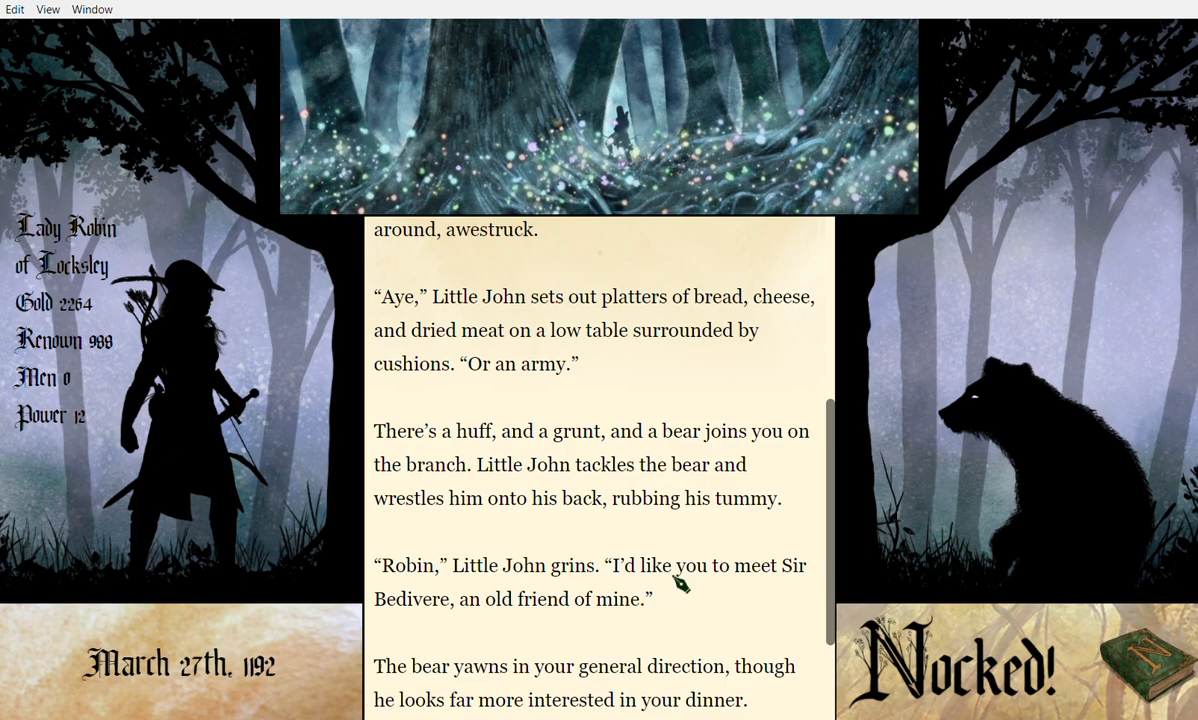 Edit View Window
Lady Robin
of Locksley
Gold 2264
Renown 988
Men 0
Power 12
around, awestruck.
“Aye,” Little John sets out platters of bread, cheese,
and dried meat on a low table surrounded by
cushions. “Or an army.”
There’s a huff, and a grunt, and a bear joins you on
the branch. Little John tackles the bear and
wrestles him onto his back, rubbing his tummy.
“Robin,” Little John grins. “I’d like you to meet Sir
Bedivere, an old friend of mine.”
The bear yawns in your general direction, though
he looks far more interested in your dinner.
March 27th, 1192
Nocked!
N